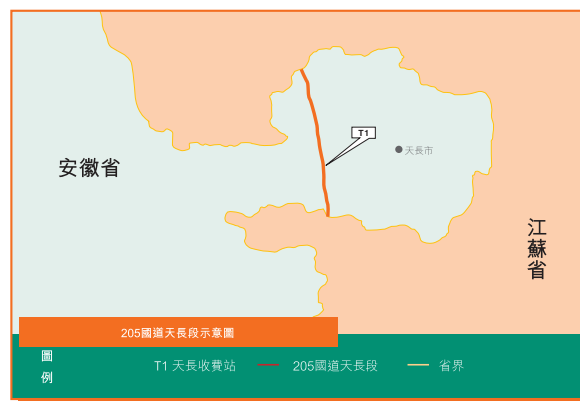 T1
天長市
安徽省
江蘇省
205國道天長段示意圖
圖例
T1 天長收費站
205國道天長段
省界